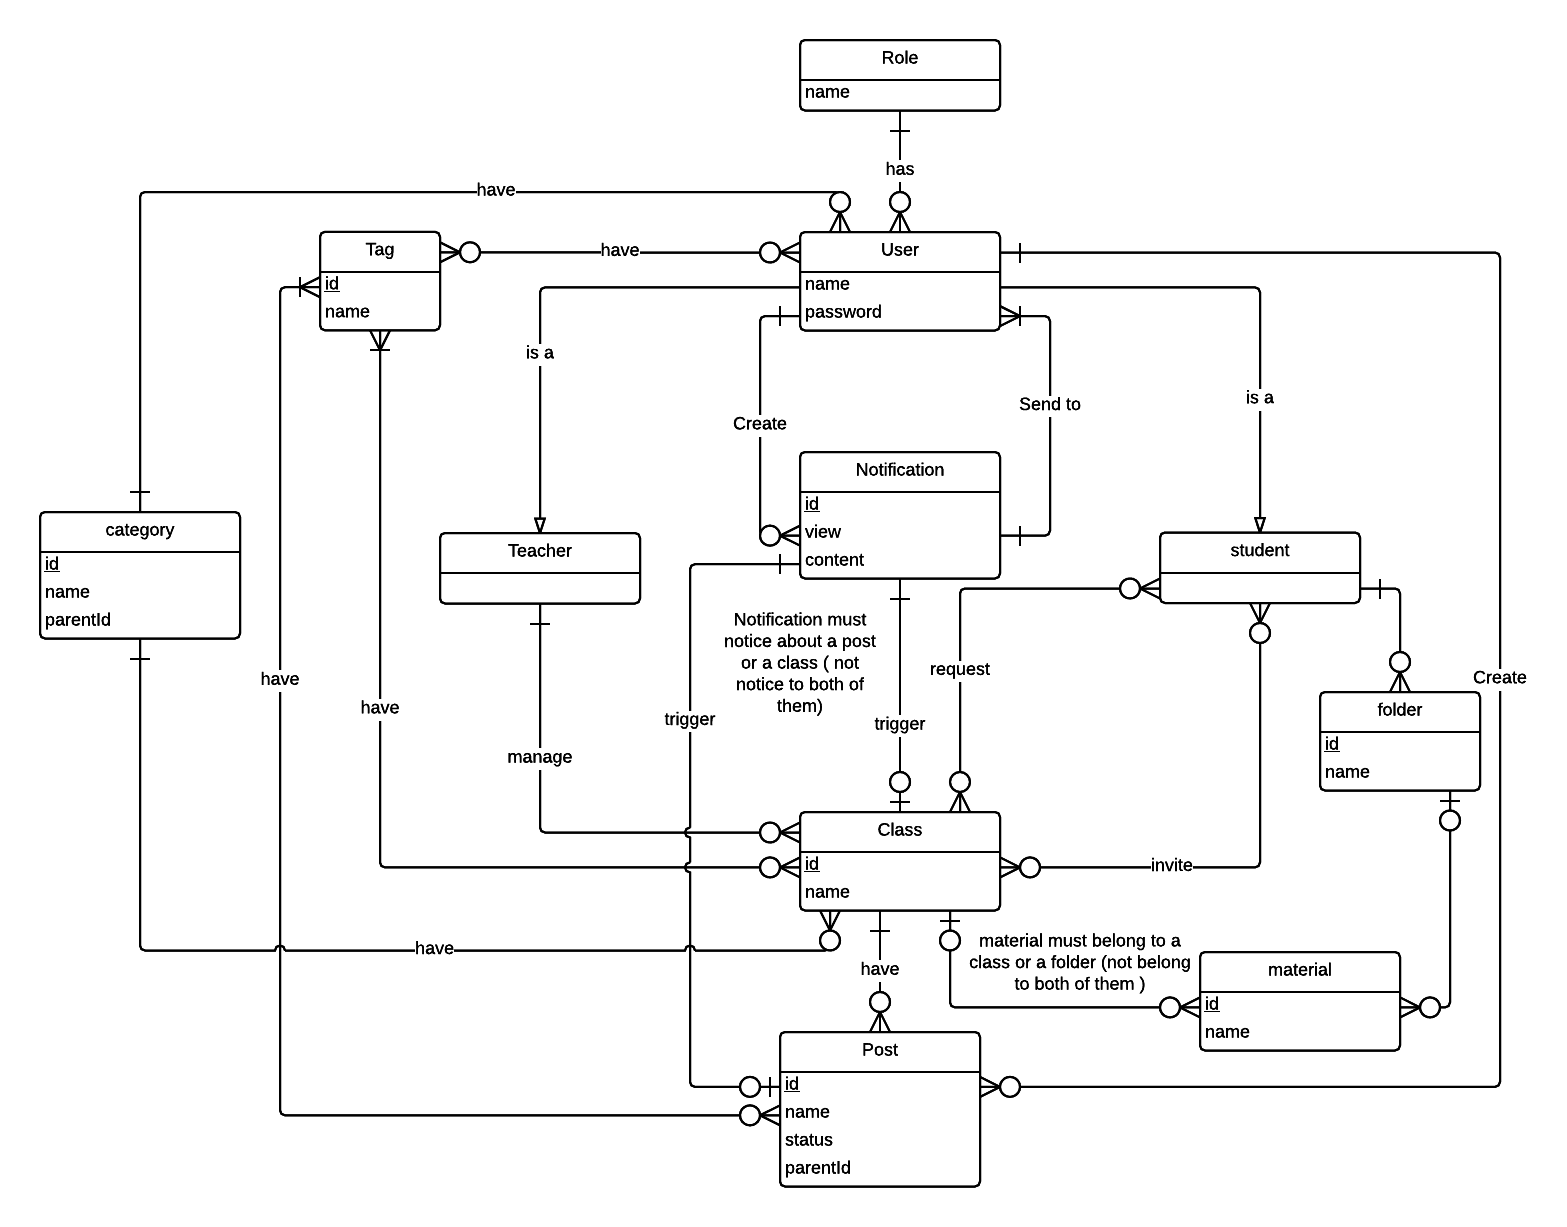 Role
name
has
have
Tag
id
name
have
User
name
password
is a
Create
Send to
is a
Notification
id
view
content
category
id
name
parentId
Teacher
student
Notification must
notice about a post
or a class ( not
notice to both of
them)
request
have
have
trigger
trigger
manage
Create
folder
id
name
Class
id
name
invite
have
have
material must belong to a
class or a folder (not belong
to both of them )
material
id
name
Post
id
name
status
parentId